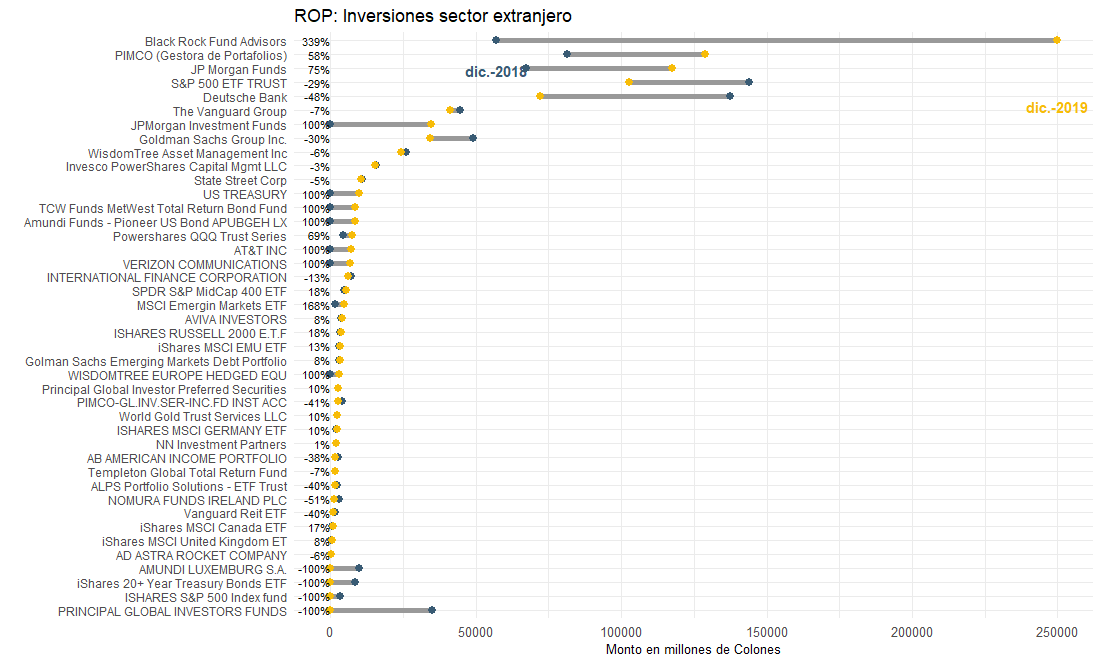 ROP: Inversiones sector extranjero
Black Rock Fund Advisors 339%
PIMCO (Gestora de Portafolios) 58%
JP Morgan Funds 75% dic.-2018
S&P 500 ETF TRUST -29%
Deutsche Bank -48%
dic.-2019
The Vanguard Group -7%
JPMorgan Investment Funds 100%
Goldman Sachs Group Inc. -30%
WisdomTree Asset Management Inc -6%
Invesco PowerShares Capital Mgmt LLC -3%
State Street Corp -5%
US TREASURY 100%
TCW Funds MetWest Total Return Bond Fund 100%
Amundi Funds - Pioneer US Bond APUBGEH LX 100%
Powershares QQQ Trust Series 69%
AT&T INC 100%
VERIZON COMMUNICATIONS 100%
INTERNATIONAL FINANCE CORPORATION -13%
SPDR S&P MidCap 400 ETF 18%
MSCI Emergin Markets ETF 168%
AVIVA INVESTORS 8%
ISHARES RUSSELL 2000 E.T.F 18%
iShares MSCI EMU ETF 13%
Golman Sachs Emerging Markets Debt Portfolio 8%
WISDOMTREE EUROPE HEDGED EQU 100%
Principal Global Investor Preferred Securities 10%
PIMCO-GL.INV.SER-INC.FD INST ACC -41%
World Gold Trust Services LLC 10%
ISHARES MSCI GERMANY ETF 10%
NN Investment Partners 1%
AB AMERICAN INCOME PORTFOLIO -38%
Templeton Global Total Return Fund -7%
ALPS Portfolio Solutions - ETF Trust -40%
NOMURA FUNDS IRELAND PLC -51%
Vanguard Reit ETF -40%
iShares MSCI Canada ETF 17%
iShares MSCI United Kingdom ET 8%
AD ASTRA ROCKET COMPANY -6%
AMUNDI LUXEMBURG S.A. -100%
iShares 20+ Year Treasury Bonds ETF -100%
ISHARES S&P 500 Index fund -100%
PRINCIPAL GLOBAL INVESTORS FUNDS -100%
0 50000 100000 150000 200000 250000
Monto en millones de Colones